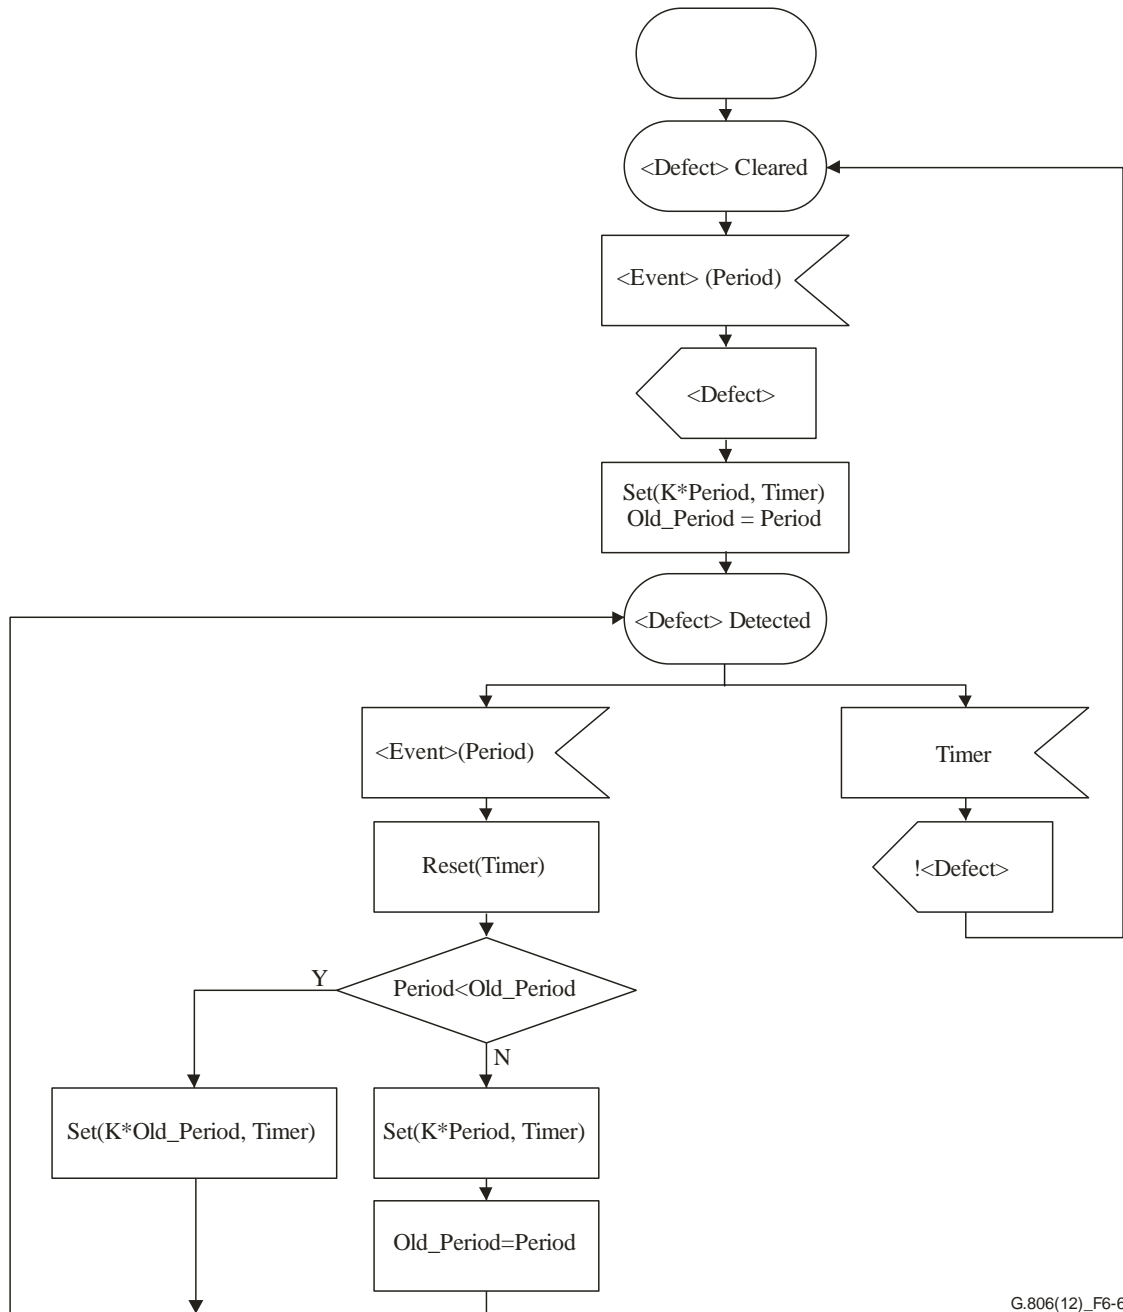 <Defect> Cleared
<Event> (Period)
<Defect>
Set(K*Period, Timer)
Old_Period = Period
<Defect> Detected
<Event>(Period)
Timer
Reset(Timer)
!<Defect>
Y
Period<Old_Period
N
Set(K*Old_Period, Timer)
Set(K*Period, Timer)
Old_Period=Period
G.806(12)_F6-6